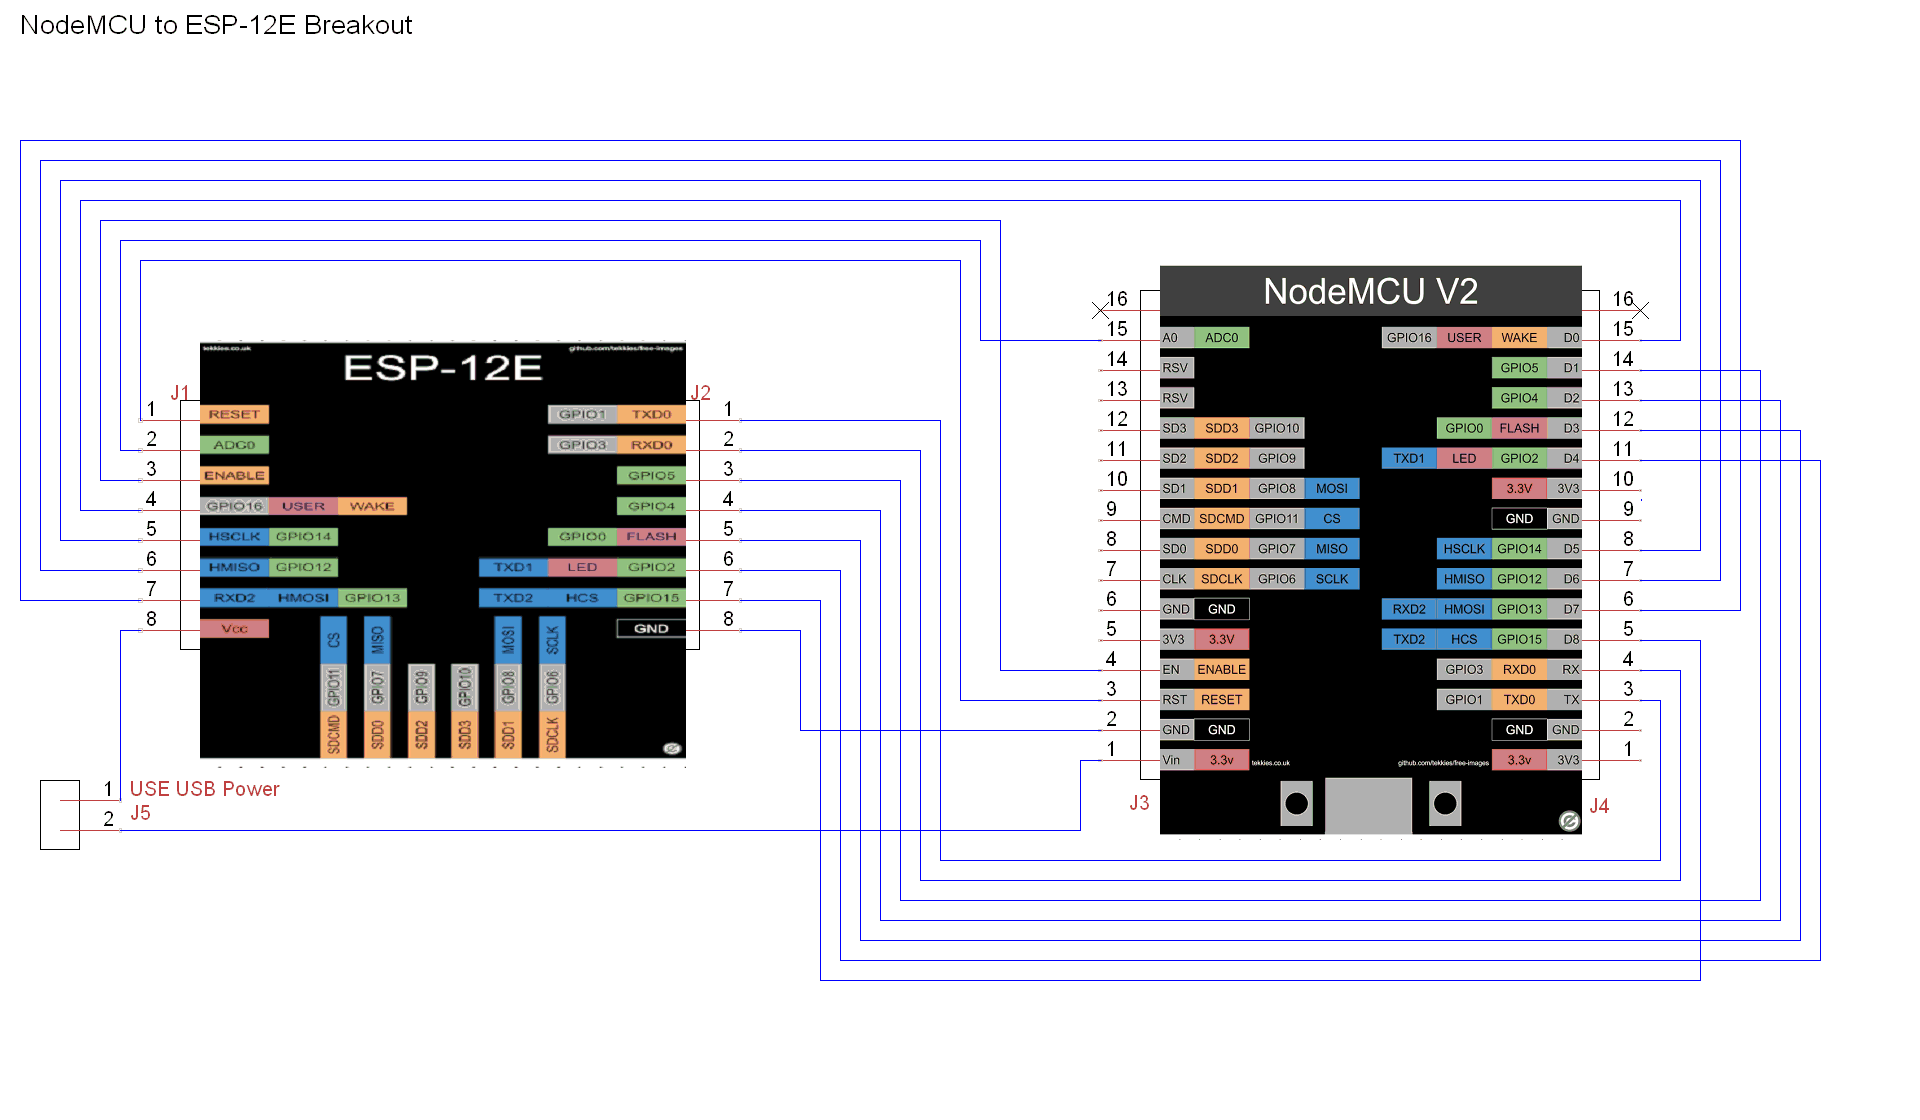 NodeMCU to ESP-12E Breakout
tekkies.co.uk github.com/tekkies/free-images
ESP-12E
J1 J2
1 RESET GPIO1 TXD0 1
2 ADC0 GPIO3 RXD0 2
3 ENABLE GPIO5 3
4 GPIO16 USER WAKE GPIO4 4
5 HSCLK GPIO14 GPIO0 FLASH 5
6 HMISO GPIO12 TXD1 LED GPIO2 6
7 RXD2 HMOSI GPIO13 TXD2 HCS GPIO15 7
8 Vcc GND 8
CS MISO MOSI SCLK
GPIO11 GPIO7 GPIO9 GPIO10 GPIO8 GPIO6
SDCMD SDD0 SDD2 SDD3 SDD1 SDCLK
1 USE USB Power
2 J5
NodeMCU V2
16 16
15 A0 ADC0 GPIO16 USER WAKE D0 15
14 RSV GPIO5 D1 14
13 RSV GPIO4 D2 13
12 SD3 SDD3 GPIO10 GPIO0 FLASH D3 12
11 SD2 SDD2 GPIO9 TXD1 LED GPIO2 D4 11
10 SD1 SDD1 GPIO8 MOSI 3.3V 3V3 10
9 CMD SDCMD GPIO11 CS GND GND 9
8 SD0 SDD0 GPIO7 MISO HSCLK GPIO14 D5 8
7 CLK SDCLK GPIO6 SCLK HMISO GPIO12 D6 7
6 GND GND RXD2 HMOSI GPIO13 D7 6
5 3V3 3.3V TXD2 HCS GPIO15 D8 5
4 EN ENABLE GPIO3 RXD0 RX 4
3 RST RESET GPIO1 TXD0 TX 3
2 GND GND GND GND 2
1 Vin 3.3v tekkies.co.uk github.com/tekkies/free-images 3.3v 3V3 1
J3 J4